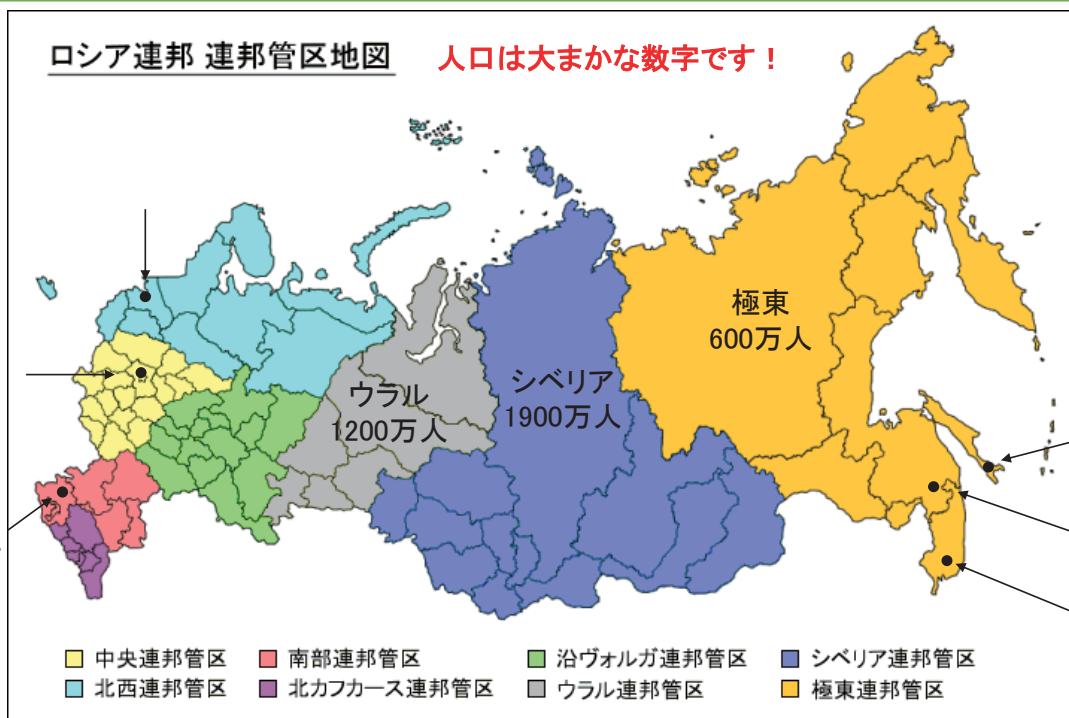 ロシア連邦 連邦管区地図
人口は大まかな数字です！
極東
600万人
シベリア
1900万人
ウラル
1200万人
中央連邦管区
南部連邦管区
沿ヴォルガ連邦管区
シベリア連邦管区
北西連邦管区
北カフカース連邦管区
ウラル連邦管区
極東連邦管区